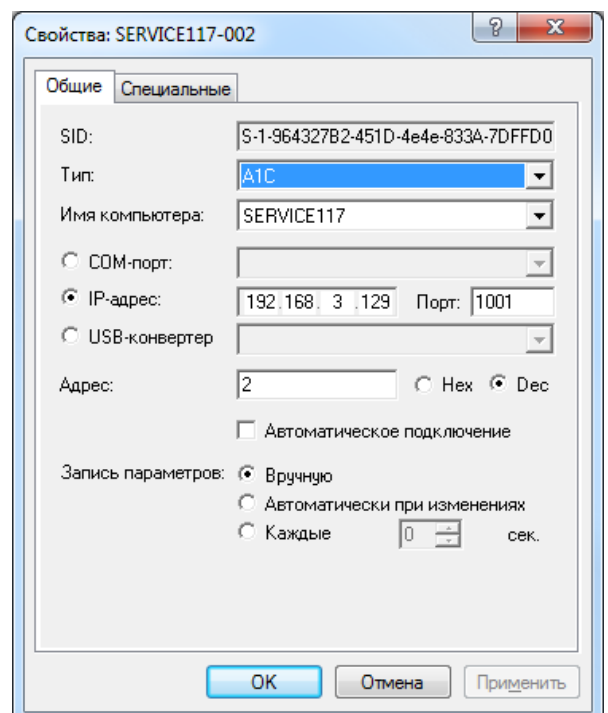 Свойства: SERVICE117-002
Общие Специальные
SID: S-1-964327B2-451D-4e4e-833A-7DFFD0
Тип: A1C
Имя компьютера: SERVICE117
COM-порт:
IP-адрес: 192.168. 3 .129 Порт: 1001
USB-конвертер
Адрес: 2 Hex Dec
Автоматическое подключение
Запись параметров: Вручную
Автоматически при изменениях
Каждые 0 сек.
OK Отмена Применить